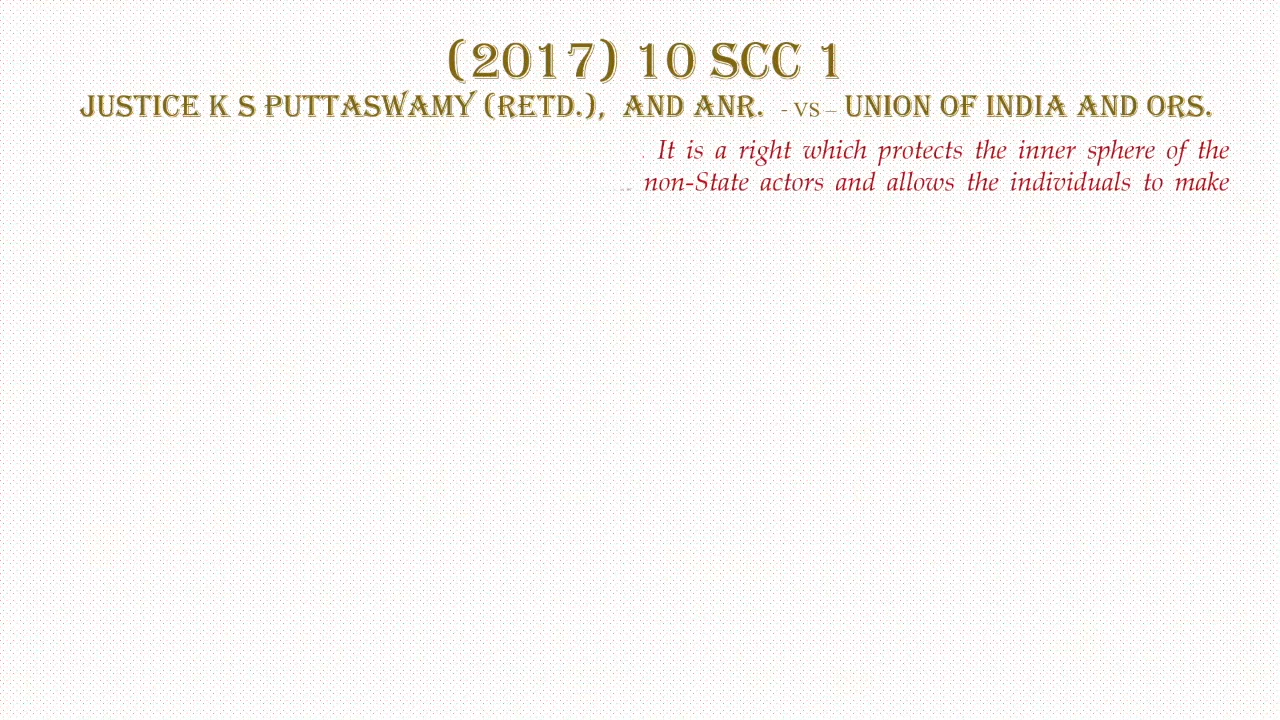 (2017) 10 SCC 1
JUSTICE K S PUTTASWAMY (RETD.), AND ANR. - VS – UNION OF INDIA AND ORS.
It is a right which protects the inner sphere of the
non-State actors and allows the individuals to make